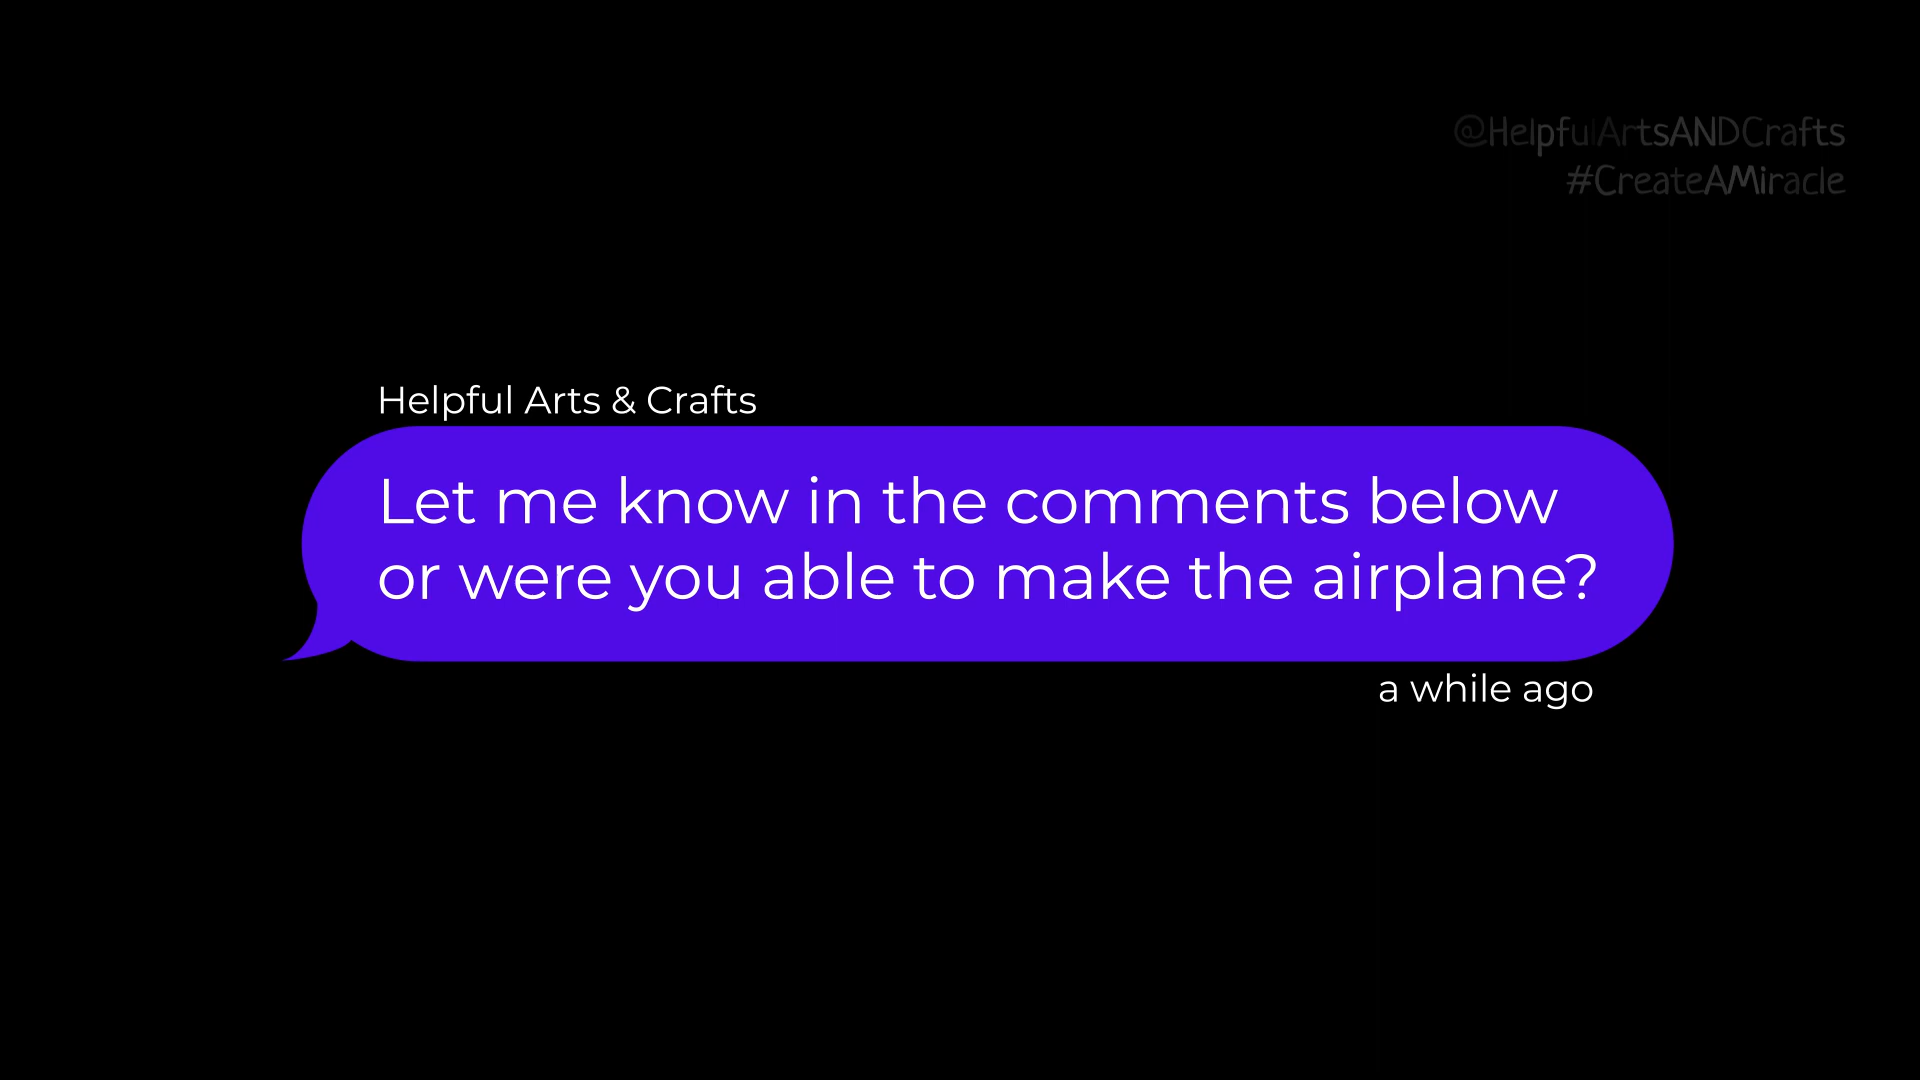 @HelpfulArtsANDCrafts
#CreateAMiracle
Helpful Arts & Crafts
Let me know in the comments below
or were you able to make the airplane?
a while ago